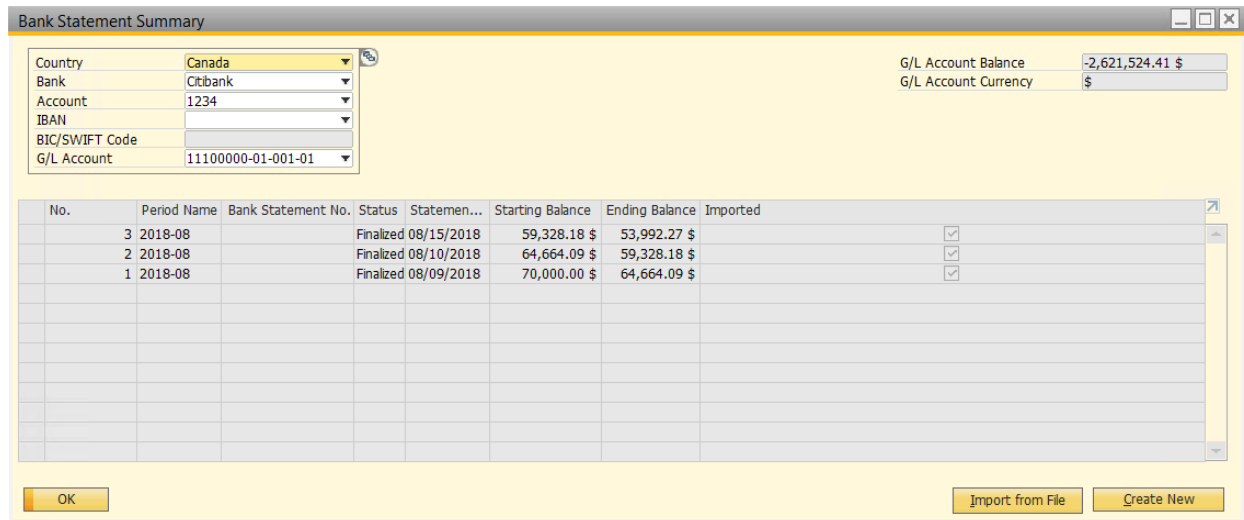 Bank Statement Summary
Country Canada
Bank Citibank
Account 1234
IBAN
BIC/SWIFT Code
G/L Account 11100000-01-001-01
G/L Account Balance -2,621,524.41 $
G/L Account Currency $
No. Period Name Bank Statement No. Status Statemen... Starting Balance Ending Balance Imported
3 2018-08 Finalized 08/15/2018 59,328.18 $ 53,992.27 $
2 2018-08 Finalized 08/10/2018 64,664.09 $ 59,328.18 $
1 2018-08 Finalized 08/09/2018 70,000.00 $ 64,664.09 $
OK Import from File Create New